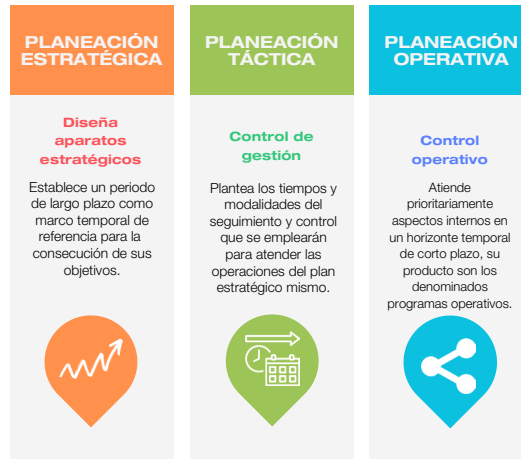 PLANEACIÓN
ESTRATÉGICA
Diseña
aparatos
estratégicos
Establece un periodo
de largo plazo como
marco temporal de
referencia para la
consecución de sus
objetivos.
PLANEACIÓN
TÁCTICA
Control de
gestión
Plantea los tiempos y
modalidades del
seguimiento y control
que se emplearán
para atender las
operaciones del plan
estratégico mismo.
PLANEACIÓN
OPERATIVA
Control
operativo
Atiende
prioritariamente
aspectos internos en
un horizonte temporal
de corto plazo, su
producto son los
denominados
programas operativos.